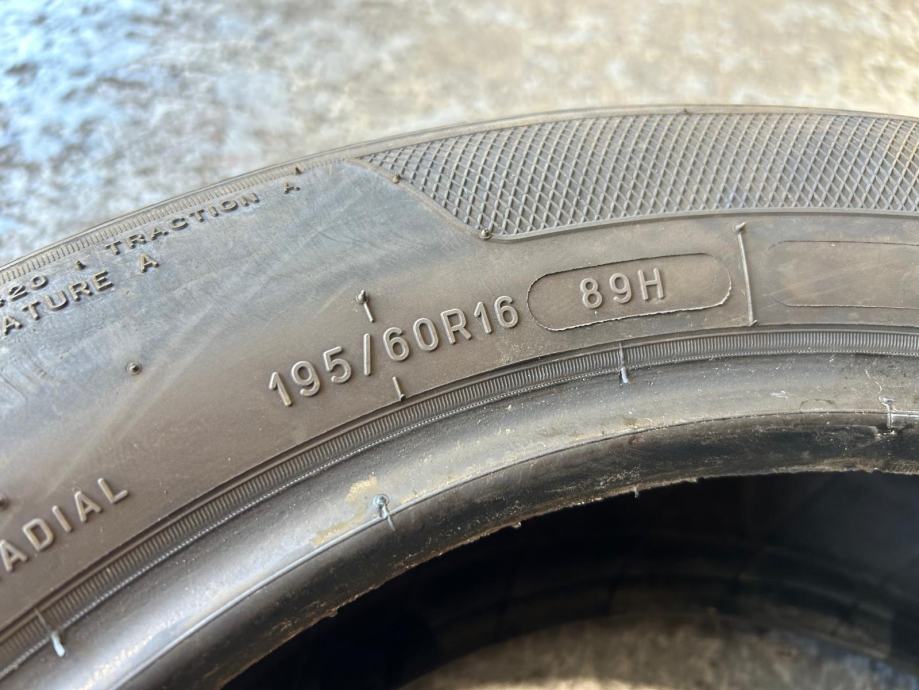 TRACTION A
ATURE A
195/60R16 89H
ADIAL